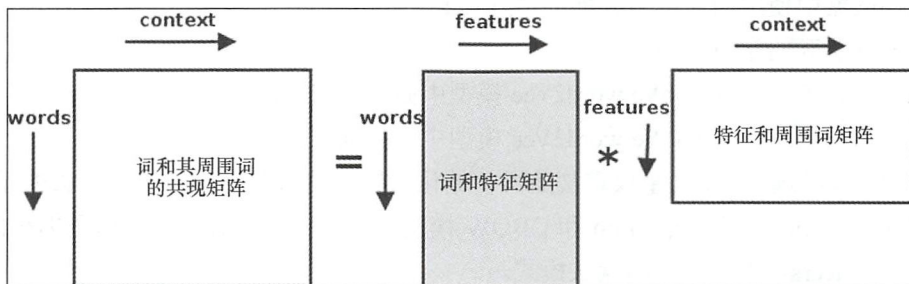 context
features
context
words
words
features
词和其周围词
的共现矩阵
=
词和特征矩阵
*
特征和周围词矩阵